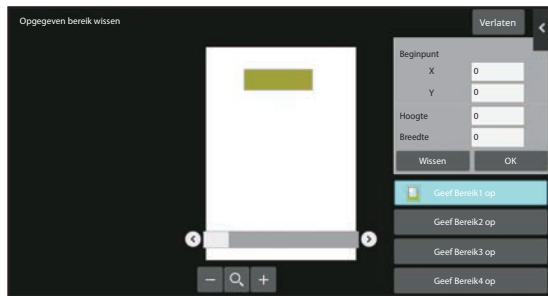 Opgegeven bereik wissen
Verlaten
Beginpunt
X 0
Y 0
Hoogte 0
Breedte 0
Wissen OK
Geef Bereik1 op
Geef Bereik2 op
Geef Bereik3 op
Geef Bereik4 op